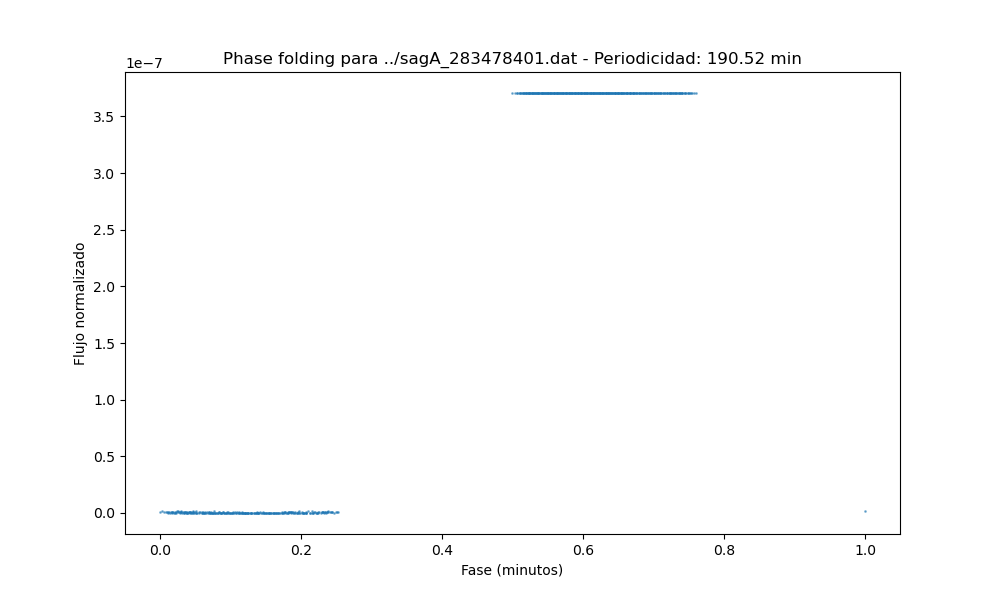 Phase folding para ../sagA_283478401.dat - Periodicidad: 190.52 min
1e−7
3.5
3.0
2.5
2.0
1.5
1.0
0.5
0.0
Flujo normalizado
0.0 0.2 0.4 0.6 0.8 1.0
Fase (minutos)